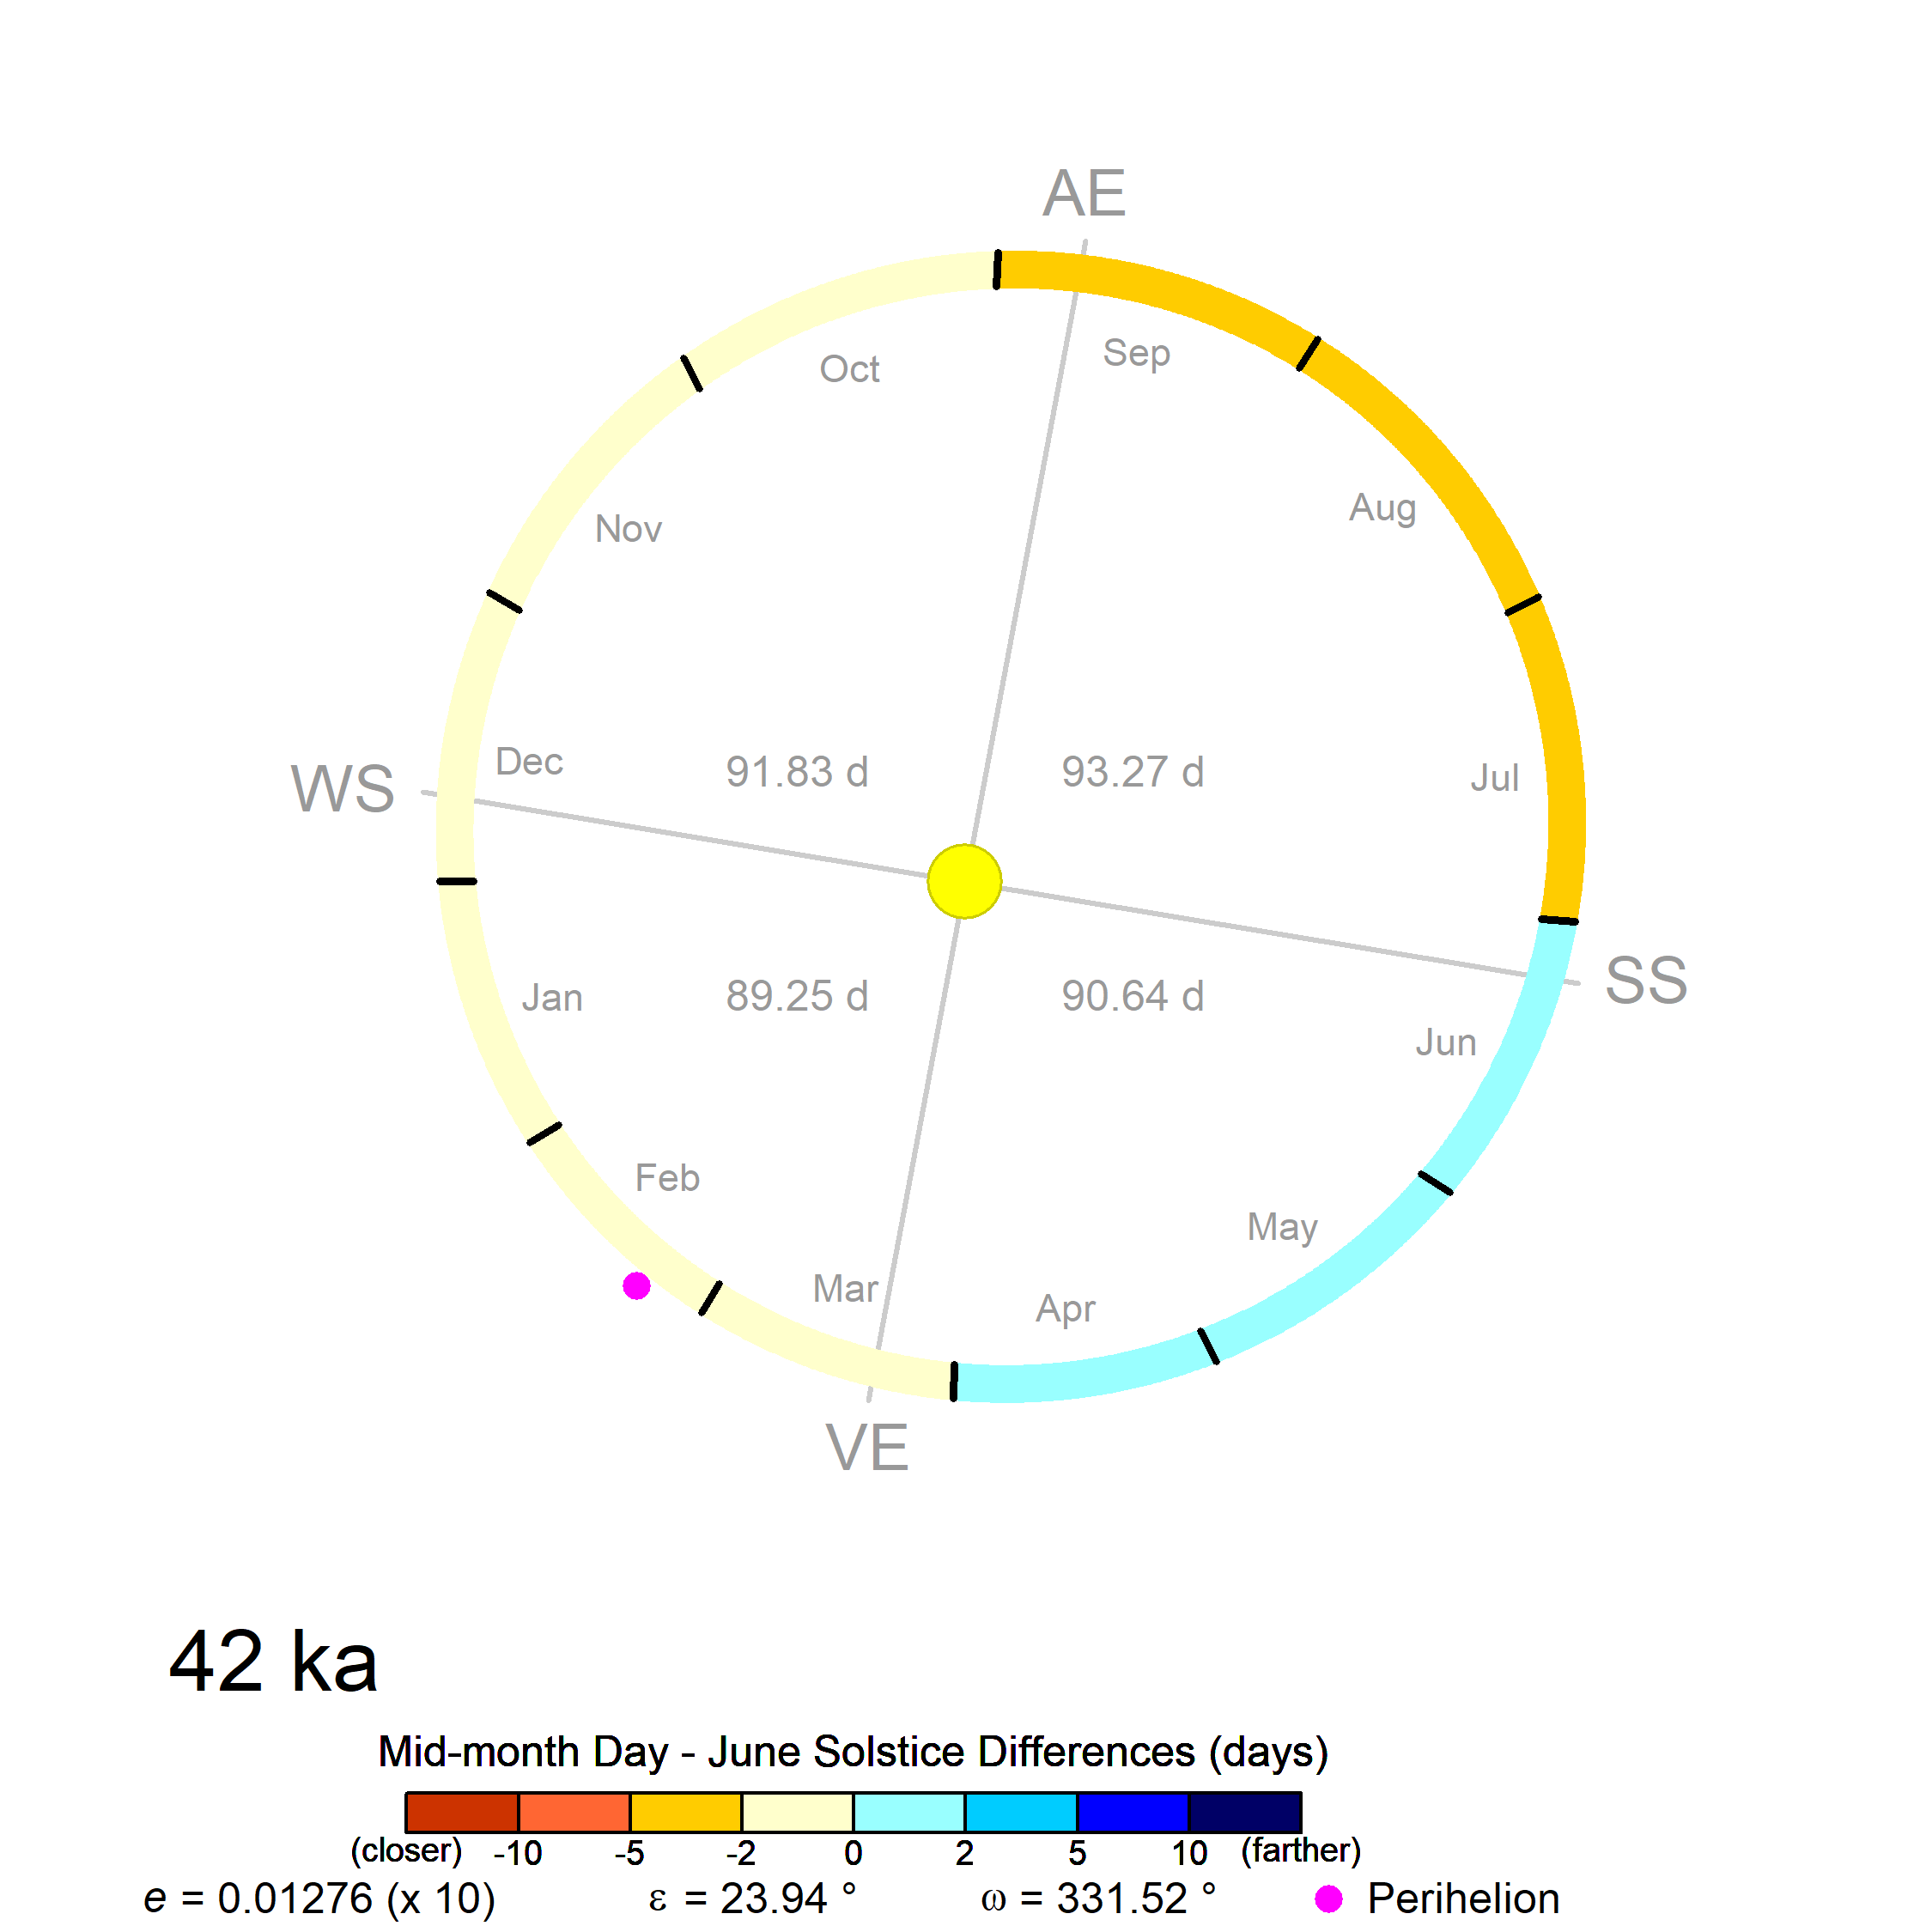 AE
Sep
Oct
Aug
Nov
Dec
91.83 d
93.27 d
Jul
WS
SS
Jan
89.25 d
90.64 d
Jun
Feb
May
Mar
Apr
VE
42 ka
Mid-month Day - June Solstice Differences (days)
(closer) -10 -5 -2 0 2 5 10 (farther)
e = 0.01276 (x 10) ε = 23.94 ° ω = 331.52 ° Perihelion